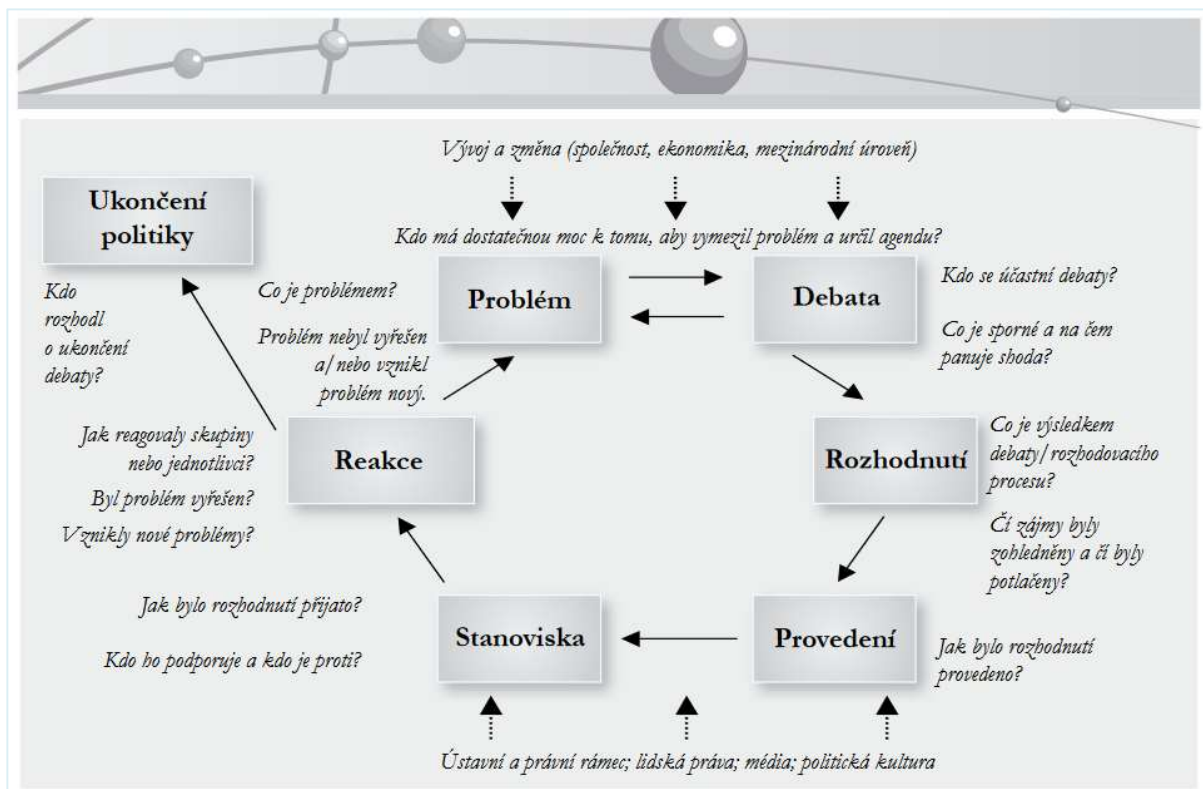 Vývoj a změna (společnost, ekonomika, mezinárodní úroveň)
Ukončení
politiky
Kdo má dostatečnou moc k tomu, aby vymezil problém a určil agendu?
Kdo
rozhodl
o ukončení
debaty?
Co je problémem?
Problém
Debata
Kdo se účastní debaty?
Problém nebyl vyřešen
a/nebo vznikl
problém nový.
Co je sporné a na čem
panuje shoda?
Jak reagovaly skupiny
nebo jednotlivci?
Byl problém vyřešen?
Vznikly nové problémy?
Reakce
Rozhodnutí
Co je výsledkem
debaty/rozhodovacího
procesu?
Čí zájmy byly
zohledněny a čí byly
potlačeny?
Jak bylo rozhodnutí přijato?
Kdo ho podporuje a kdo je proti?
Stanoviska
Provedení
Jak bylo rozhodnutí
provedeno?
Ústavní a právní rámec; lidská práva; média; politická kultura